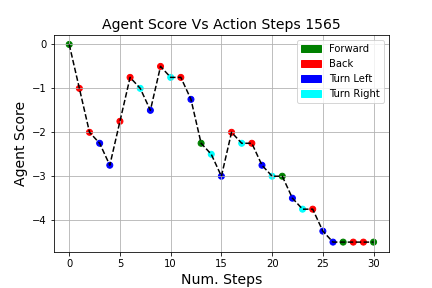 Agent Score Vs Action Steps 1565
Forward
Back
Turn Left
Turn Right
0
−1
−2
−3
−4
Agent Score
0 5 10 15 20 25 30
Num. Steps